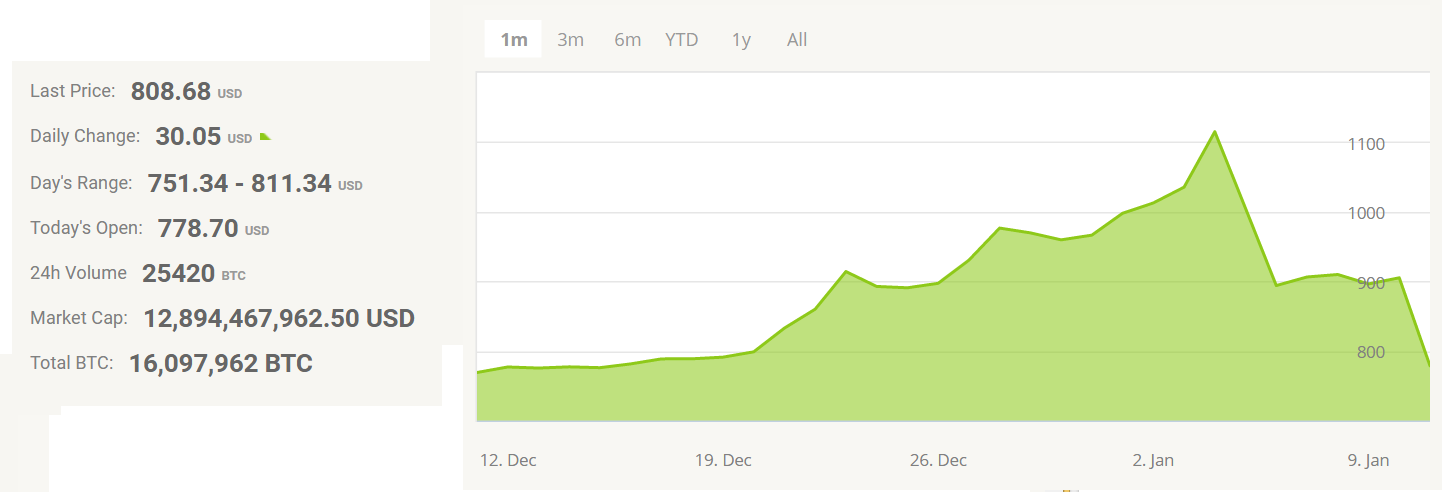 Last Price: 808.68 USD
Daily Change: 30.05 USD
Day's Range: 751.34 - 811.34 USD
Today's Open: 778.70 USD
24h Volume 25420 BTC
Market Cap: 12,894,467,962.50 USD
Total BTC: 16,097,962 BTC
1m 3m 6m YTD 1y All
1100
1000
900
800
12. Dec 19. Dec 26. Dec 2. Jan 9. Jan